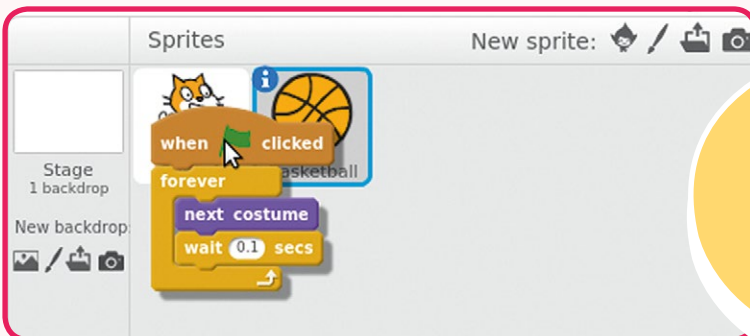 Sprites
New sprite:
when clicked
asketball
forever
next costume
wait 0.1 secs
Stage
1 backdrop
New backdrop: